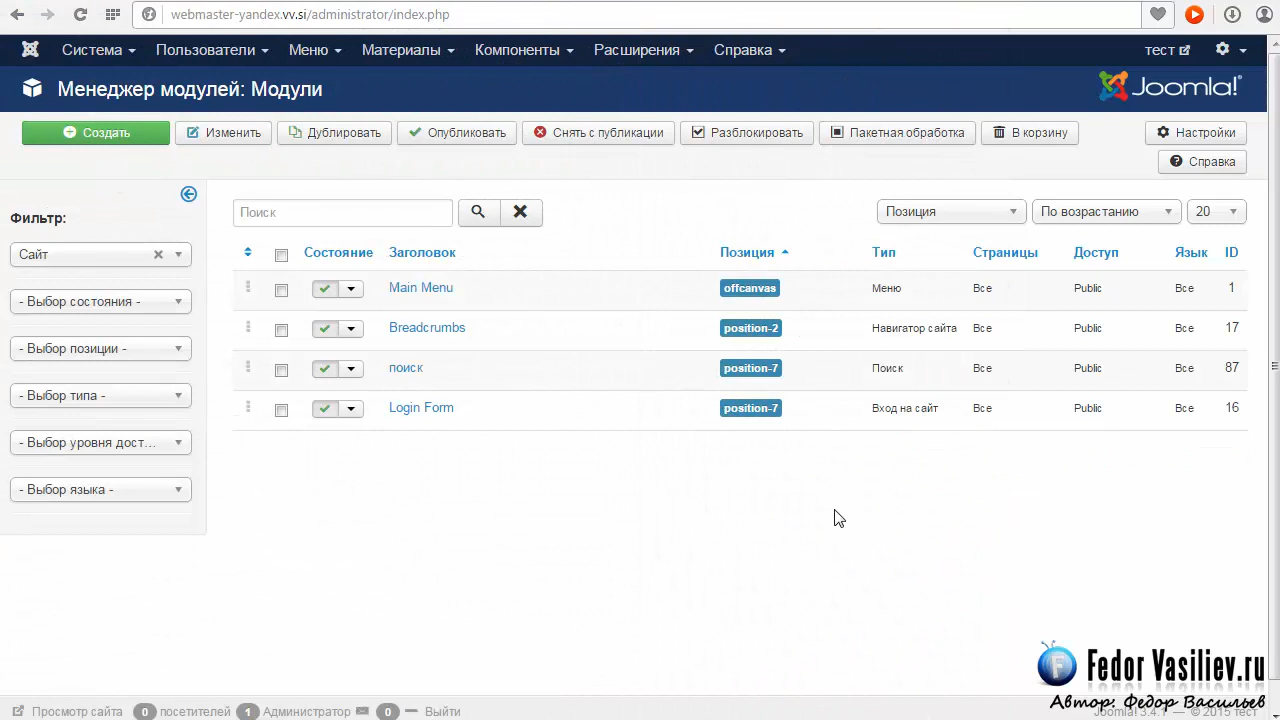 webmaster-yandex.vv.si/administrator/index.php
Система Пользователи Меню Материалы Компоненты Расширения Справка тест
Менеджер модулей: Модули Joomla!
Создать Изменить Дублировать Опубликовать Снять с публикации Разблокировать Пакетная обработка В корзину Настройки
Справка
Фильтр:
Сайт
- Выбор состояния -
- Выбор позиции -
- Выбор типа -
- Выбор уровня дост...
- Выбор языка -
Поиск Позиция По возрастанию 20
Состояние Заголовок Позиция Тип Страницы Доступ Язык ID
Main Menu offcanvas Меню Все Public Все 1
Breadcrumbs position-2 Навигатор сайта Все Public Все 17
поиск position-7 Поиск Все Public Все 87
Login Form position-7 Вход на сайт Все Public Все 16
F Fedor Vasiliev.ru
Автор: Федор Васильев
Просмотр сайта 0 посетителей 1 Администратор 0 Выйти Joomla! 3.4.1 — © 2015 тест